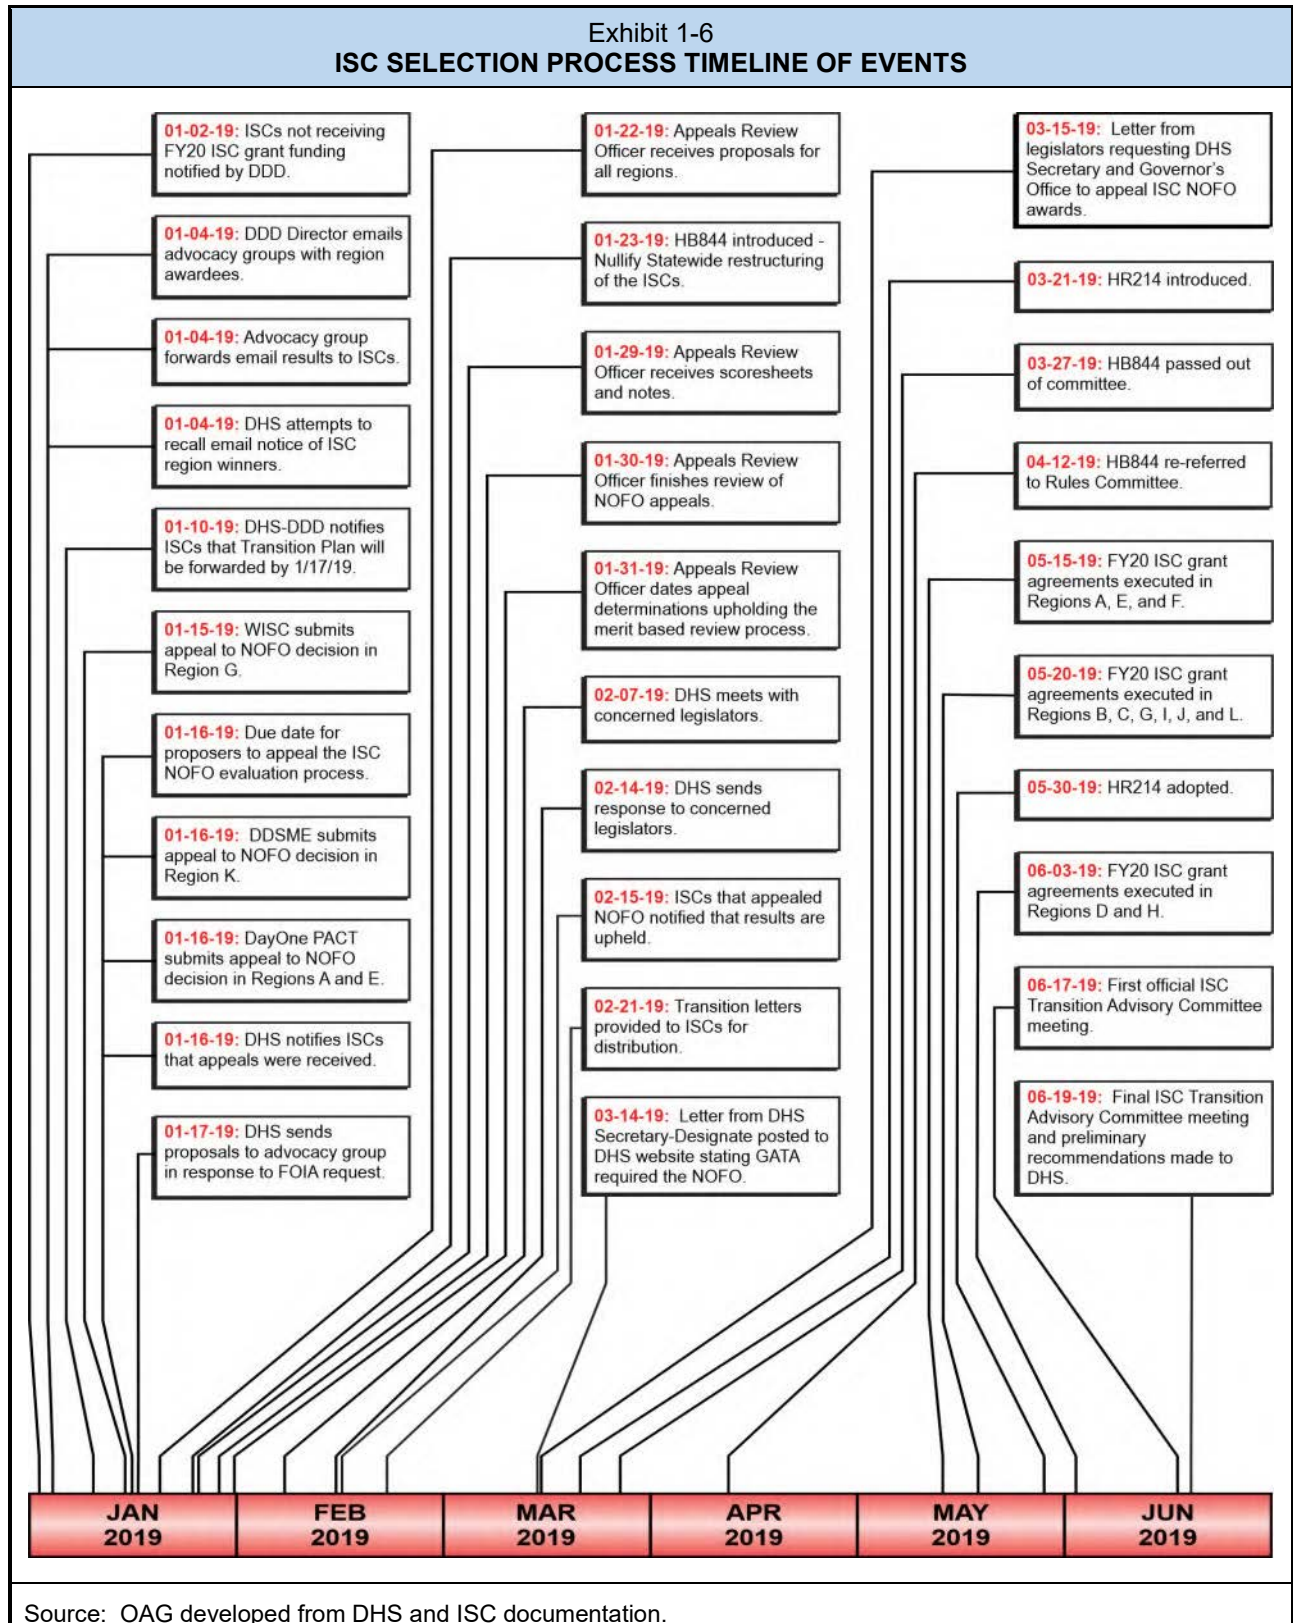 Exhibit 1-6
ISC SELECTION PROCESS TIMELINE OF EVENTS
01-02-19: ISCs not receiving
FY20 ISC grant funding
notified by DDD.
01-04-19: DDD Director emails
advocacy groups with region
awardees.
01-04-19: Advocacy group
forwards email results to ISCs.
01-04-19: DHS attempts to
recall email notice of ISC
region winners.
01-10-19: DHS-DDD notifies
ISCs that Transition Plan will
be forwarded by 1/17/19.
01-15-19: WISC submits
appeal to NOFO decision in
Region G.
01-16-19: Due date for
proposers to appeal the ISC
NOFO evaluation process.
01-16-19: DDSME submits
appeal to NOFO decision in
Region K.
01-16-19: DayOne PACT
submits appeal to NOFO
decision in Regions A and E.
01-16-19: DHS notifies ISCs
that appeals were received.
01-17-19: DHS sends
proposals to advocacy group
in response to FOIA request.
01-22-19: Appeals Review
Officer receives proposals for
all regions.
01-23-19: HB844 introduced -
Nullify Statewide restructuring
of the ISCs.
01-29-19: Appeals Review
Officer receives scoresheets
and notes.
01-30-19: Appeals Review
Officer finishes review of
NOFO appeals.
01-31-19: Appeals Review
Officer dates appeal
determinations upholding the
merit based review process.
02-07-19: DHS meets with
concerned legislators.
02-14-19: DHS sends
response to concerned
legislators.
02-15-19: ISCs that appealed
NOFO notified that results are
upheld.
02-21-19: Transition letters
provided to ISCs for
distribution.
03-14-19: Letter from DHS
Secretary-Designate posted to
DHS website stating GATA
required the NOFO.
03-15-19: Letter from
legislators requesting DHS
Secretary and Governor's
Office to appeal ISC NOFO
awards.
03-21-19: HR214 introduced.
03-27-19: HB844 passed out
of committee.
04-12-19: HB844 re-referred
to Rules Committee.
05-15-19: FY20 ISC grant
agreements executed in
Regions A, E, and F.
05-20-19: FY20 ISC grant
agreements executed in
Regions B, C, G, I, J, and L.
05-30-19: HR214 adopted.
06-03-19: FY20 ISC grant
agreements executed in
Regions D and H.
06-17-19: First official ISC
Transition Advisory Committee
meeting.
06-19-19: Final ISC Transition
Advisory Committee meeting
and preliminary
recommendations made to
DHS.
JAN
2019
FEB
2019
MAR
2019
APR
2019
MAY
2019
JUN
2019
Source: OAG developed from DHS and ISC documentation.